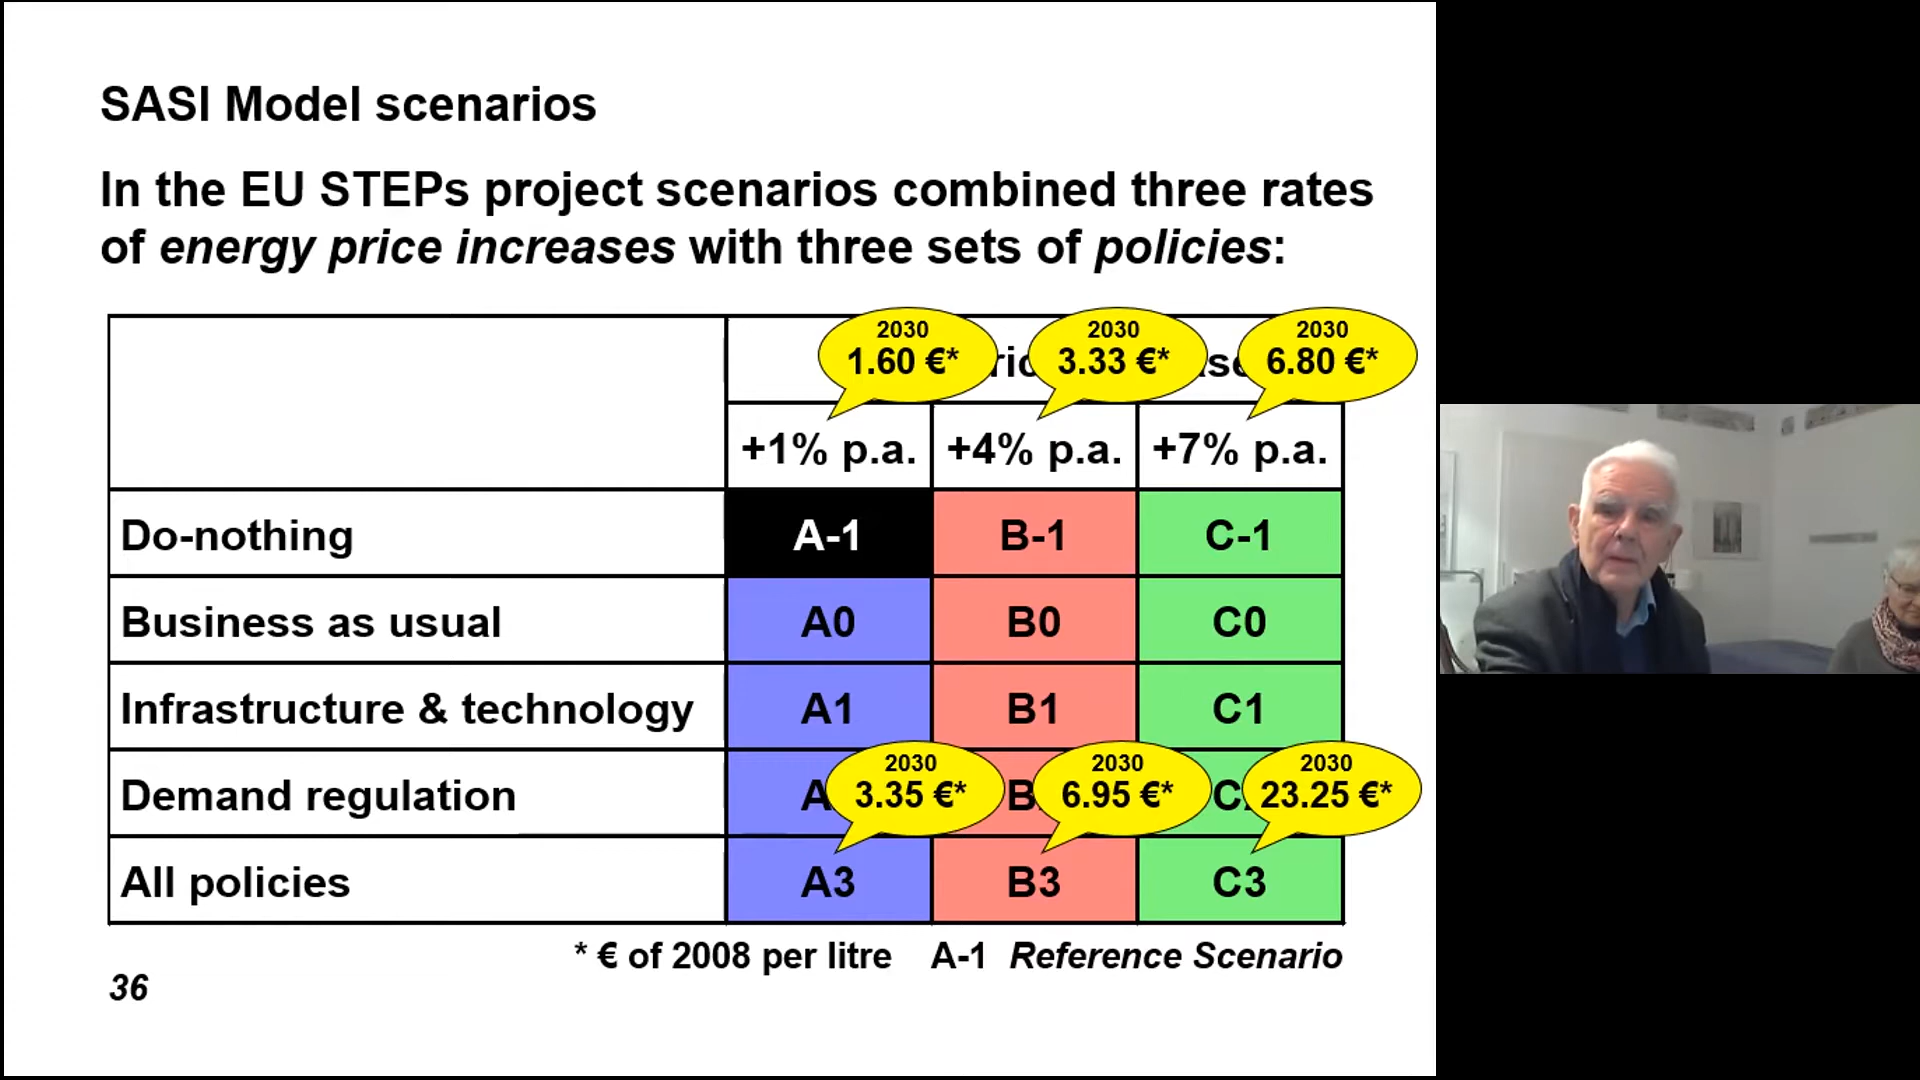 SASI Model scenarios
In the EU STEPs project scenarios combined three rates
of energy price increases with three sets of policies:
2030
1.60 €*
2030
3.33 €*
2030
6.80 €*
+1% p.a.
+4% p.a.
+7% p.a.
Do-nothing
A-1
B-1
C-1
Business as usual
A0
B0
C0
Infrastructure & technology
A1
B1
C1
2030
3.35 €*
2030
6.95 €*
2030
23.25 €*
Demand regulation
All policies
A3
B3
C3
* € of 2008 per litre A-1 Reference Scenario
36